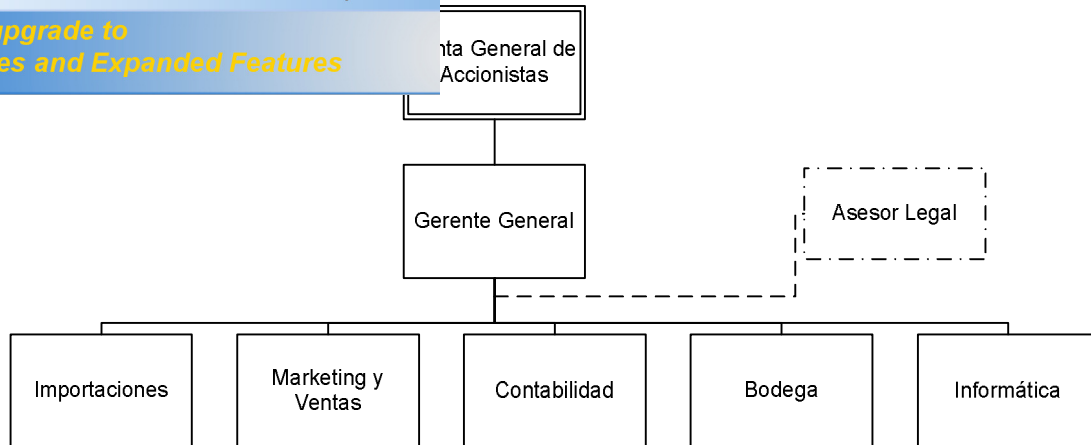 upgrade to
es and Expanded Features
nta General de
Accionistas
Gerente General
Asesor Legal
Importaciones
Marketing y
Ventas
Contabilidad
Bodega
Informática